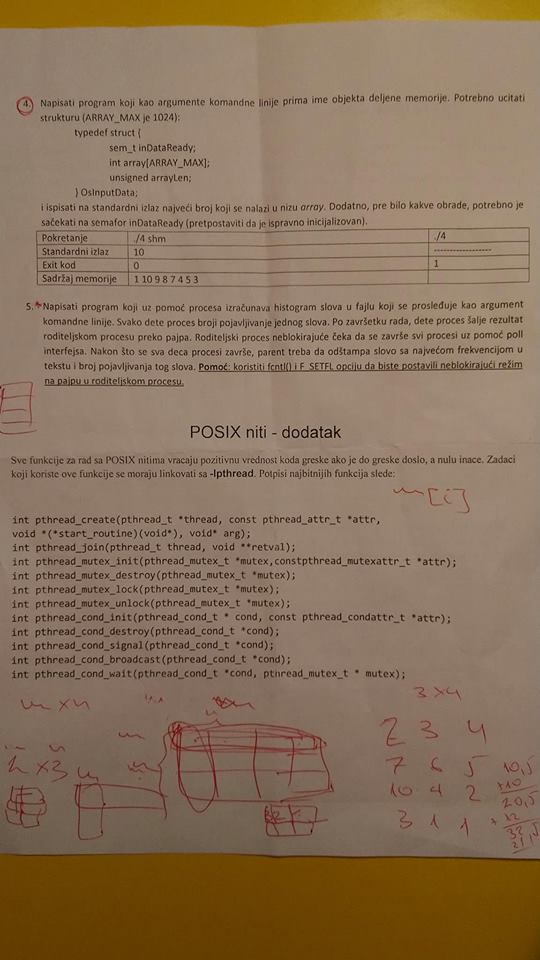 4. Napisati program koji kao argumente komandne linije prima ime objekta deljene memorije. Potrebno ucitati
strukturu (ARRAY_MAX je 1024):
typedef struct {
sem_t inDataReady;
int array[ARRAY_MAX];
unsigned arrayLen;
} OsInputData;
i ispisati na standardni izlaz najveći broj koji se nalazi u nizu array. Dodatno, pre bilo kakve obrade, potrebno je
sačekati na semafor inDataReady (pretpostaviti da je ispravno inicijalizovan).
Pokretanje ./4 shm ./4
Standardni izlaz 10 -----------------
Exit kod 0 1
Sadržaj memorije 1 10 9 8 7 4 5 3
5.* Napisati program koji uz pomoć procesa izračunava histogram slova u fajlu koji se prosleđuje kao argument
komandne linije. Svako dete proces broji pojavljivanje jednog slova. Po završetku rada, dete proces šalje rezultat
roditeljskom procesu preko pajpa. Roditeljski proces neblokirajuće čeka da se završe svi procesi uz pomoć poll
interfejsa. Nakon što se sva deca procesi završe, parent treba da odštampa slovo sa najvećom frekvencijom u
tekstu i broj pojavljivanja tog slova. Pomoć: koristiti fcntl() i F_SETFL opciju da biste postavili neblokirajući režim
na pajpu u roditeljskom procesu.
POSIX niti - dodatak
Sve funkcije za rad sa POSIX nitima vracaju pozitivnu vrednost koda greske ako je do greske doslo, a nulu inace. Zadaci
koji koriste ove funkcije se moraju linkovati sa -lpthread. Potpisi najbitnijih funkcija slede:
m[i]
int pthread_create(pthread_t *thread, const pthread_attr_t *attr,
void *(*start_routine)(void*), void* arg);
int pthread_join(pthread_t thread, void **retval);
int pthread_mutex_init(pthread_mutex_t *mutex,constpthread_mutexattr_t *attr);
int pthread_mutex_destroy(pthread_mutex_t *mutex);
int pthread_mutex_lock(pthread_mutex_t *mutex);
int pthread_mutex_unlock(pthread_mutex_t *mutex);
int pthread_cond_init(pthread_cond_t * cond, const pthread_condattr_t *attr);
int pthread_cond_destroy(pthread_cond_t *cond);
int pthread_cond_signal(pthread_cond_t *cond);
int pthread_cond_broadcast(pthread_cond_t *cond);
int pthread_cond_wait(pthread_cond_t *cond, pthread_mutex_t * mutex);
m x n
3 x 4
2 3 4
2 x 3
7 6 5 10,5
10 4 2 +10
20,5
3 1 1 +12
32